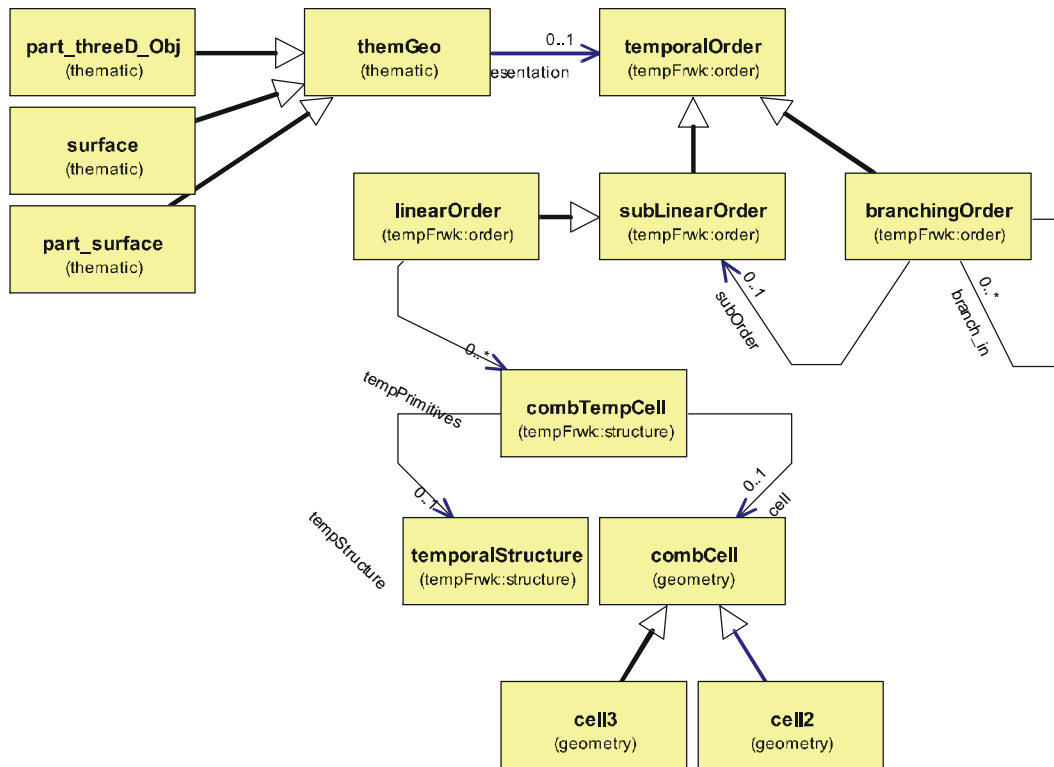 part_threeD_Obj
(thematic)
themGeo
(thematic)
0..1
esentation
temporalOrder
(tempFrwk::order)
surface
(thematic)
part_surface
(thematic)
linearOrder
(tempFrwk::order)
subLinearOrder
(tempFrwk::order)
branchingOrder
(tempFrwk::order)
0..1
subOrder
0..*
branch_in
0..*
tempPrimitives
combTempCell
(tempFrwk::structure)
0..1
tempStructure
0..1
cell
temporalStructure
(tempFrwk::structure)
combCell
(geometry)
cell3
(geometry)
cell2
(geometry)